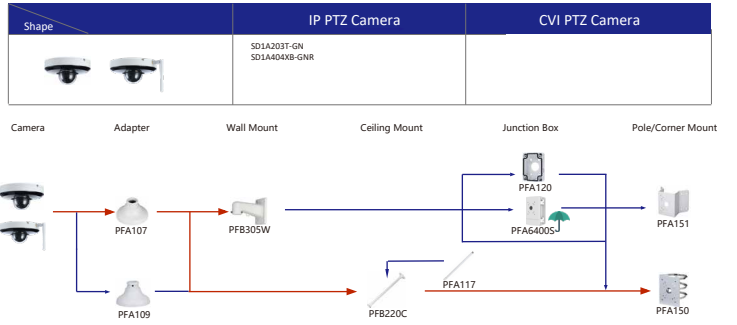 Shape
IP PTZ Camera
CVI PTZ Camera
SD1A203T-GN
SD1A404XB-GNR
Camera
Adapter
Wall Mount
Ceiling Mount
Junction Box
Pole/Corner Mount
PFA120
PFA107
PFB305W
PFA6400S
PFA151
PFA117
PFA109
PFB220C
PFA150